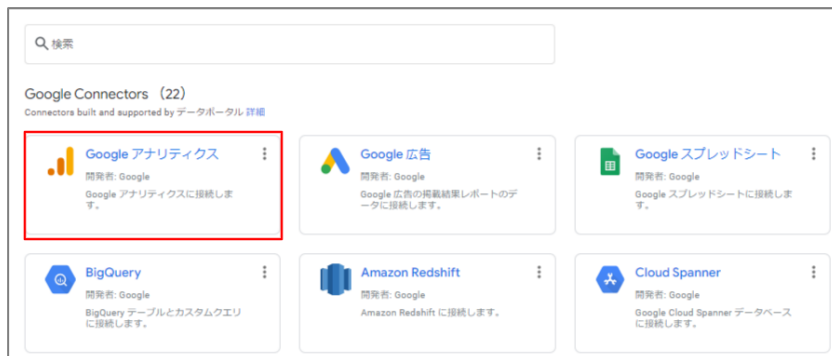 検索
Google Connectors （22）
Connectors built and supported by データポータル 詳細
Google アナリティクス
開発者: Google
Google アナリティクスに接続しま
す。
Google 広告
開発者: Google
Google 広告の掲載結果レポートのデ
ータに接続します。
Google スプレッドシート
開発者: Google
Google スプレッドシートに接続しま
す。
BigQuery
開発者: Google
BigQuery テーブルとカスタムクエリ
に接続します。
Amazon Redshift
開発者: Google
Amazon Redshift に接続します。
Cloud Spanner
開発者: Google
Google Cloud Spanner データベース
に接続します。